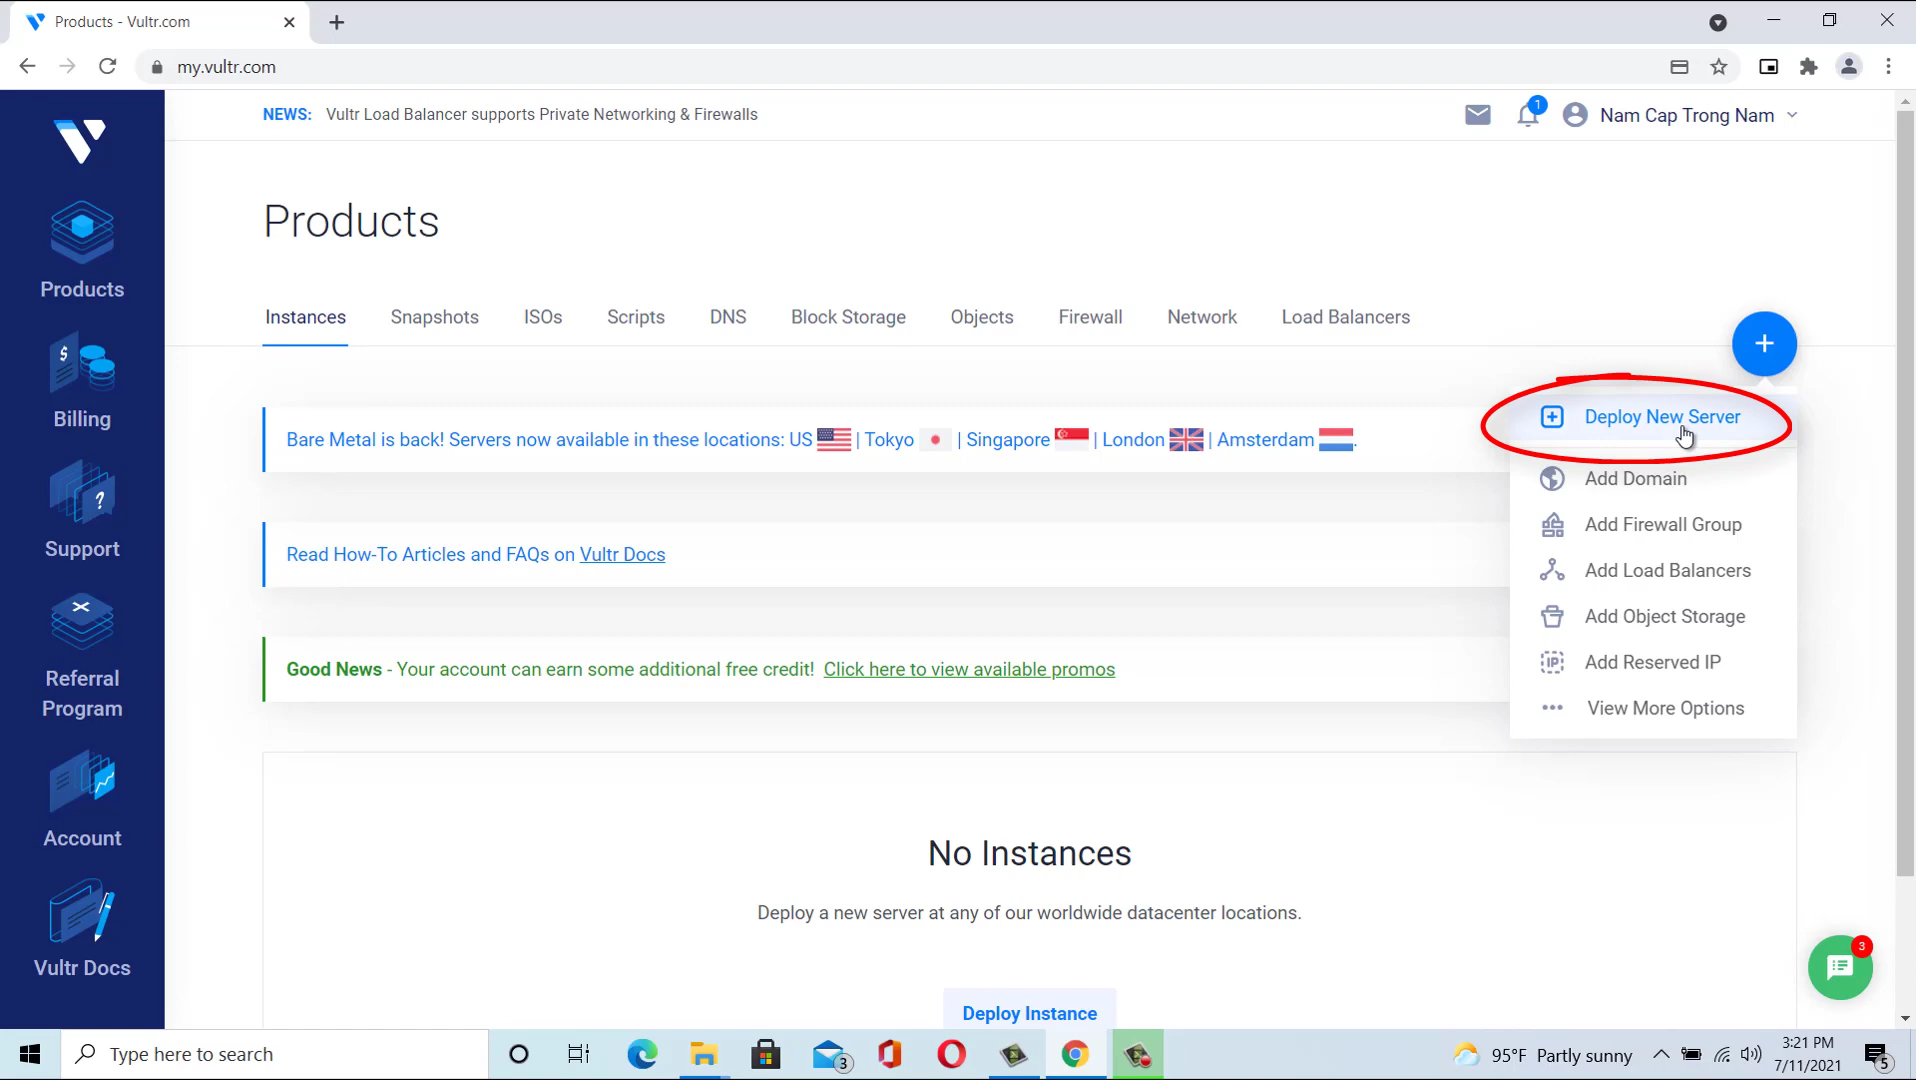 Products - Vultr.com
my.vultr.com
NEWS: Vultr Load Balancer supports Private Networking & Firewalls
1
Nam Cap Trong Nam
Products
Billing
Support
Referral
Program
Account
Vultr Docs
Products
Instances Snapshots ISOs Scripts DNS Block Storage Objects Firewall Network Load Balancers
Bare Metal is back! Servers now available in these locations: US | Tokyo | Singapore | London | Amsterdam .
Read How-To Articles and FAQs on Vultr Docs
Good News - Your account can earn some additional free credit! Click here to view available promos
Deploy New Server
Add Domain
Add Firewall Group
Add Load Balancers
Add Object Storage
IP Add Reserved IP
View More Options
No Instances
Deploy a new server at any of our worldwide datacenter locations.
Deploy Instance
3
Type here to search
3
95°F Partly sunny
3:21 PM
7/11/2021
5